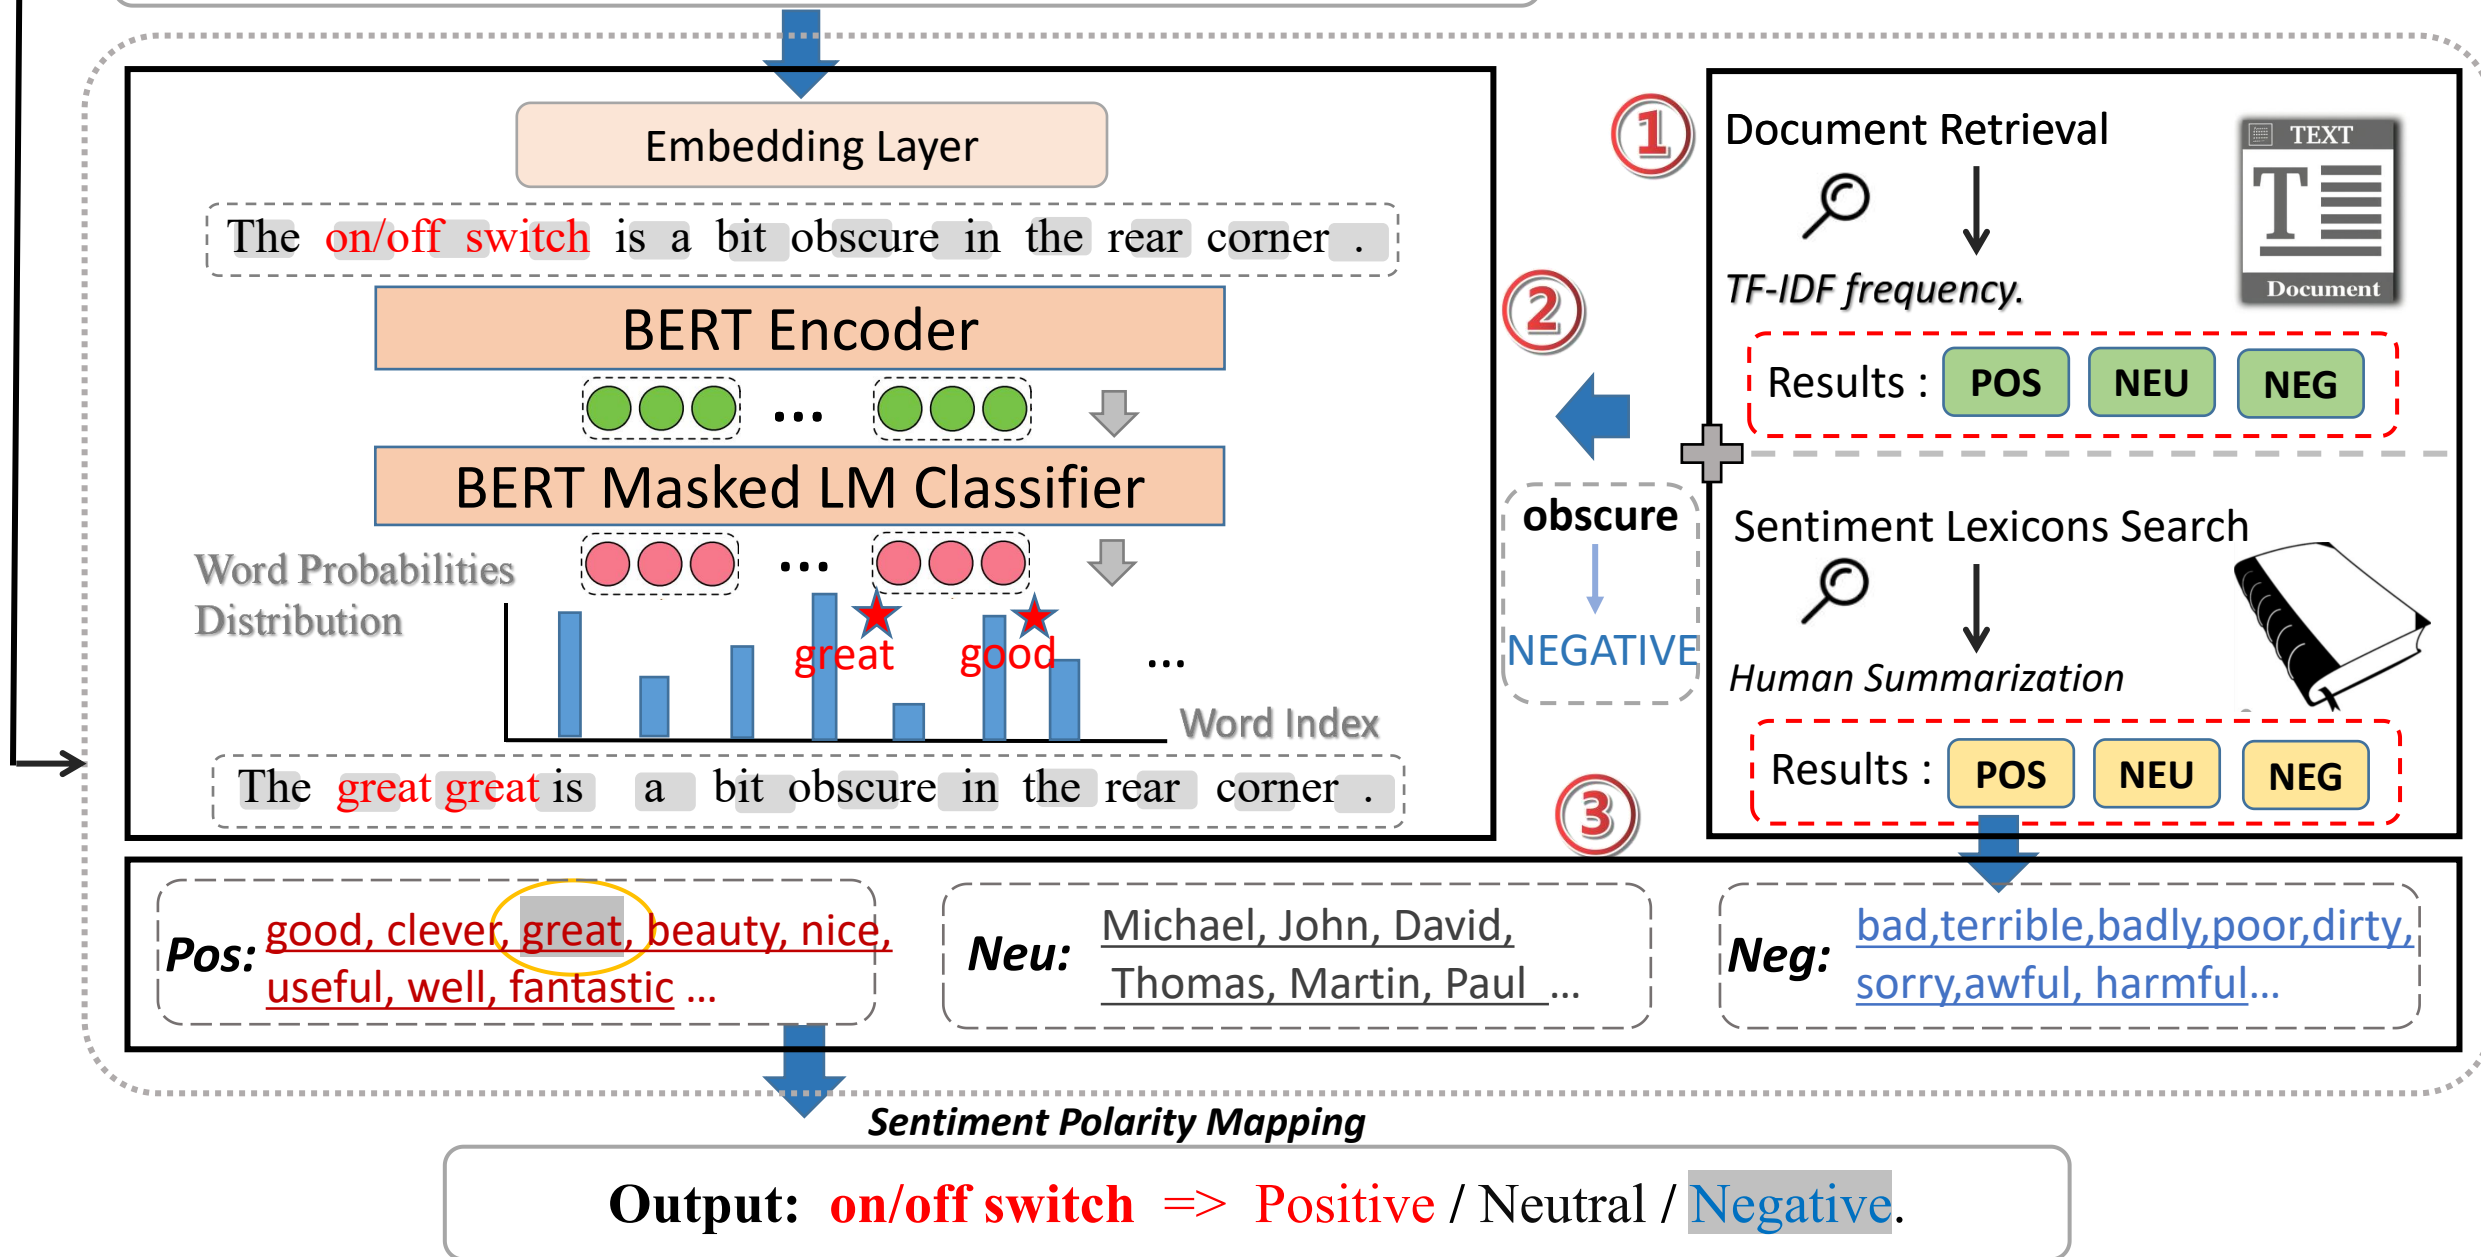 Embedding Layer
The on/off switch is a bit obscure in the rear corner .
BERT Encoder
...
BERT Masked LM Classifier
...
Word Probabilities
Distribution
great good ...
Word Index
The great great is a bit obscure in the rear corner .
1
Document Retrieval
TEXT
T
Document
TF-IDF frequency.
Results : POS NEU NEG
2
obscure
NEGATIVE
Sentiment Lexicons Search
Human Summarization
Results : POS NEU NEG
3
Pos: good, clever, great, beauty, nice,
useful, well, fantastic ...
Neu: Michael, John, David,
Thomas, Martin, Paul ...
Neg: bad,terrible,badly,poor,dirty,
sorry,awful, harmful...
Sentiment Polarity Mapping
Output: on/off switch => Positive / Neutral / Negative.